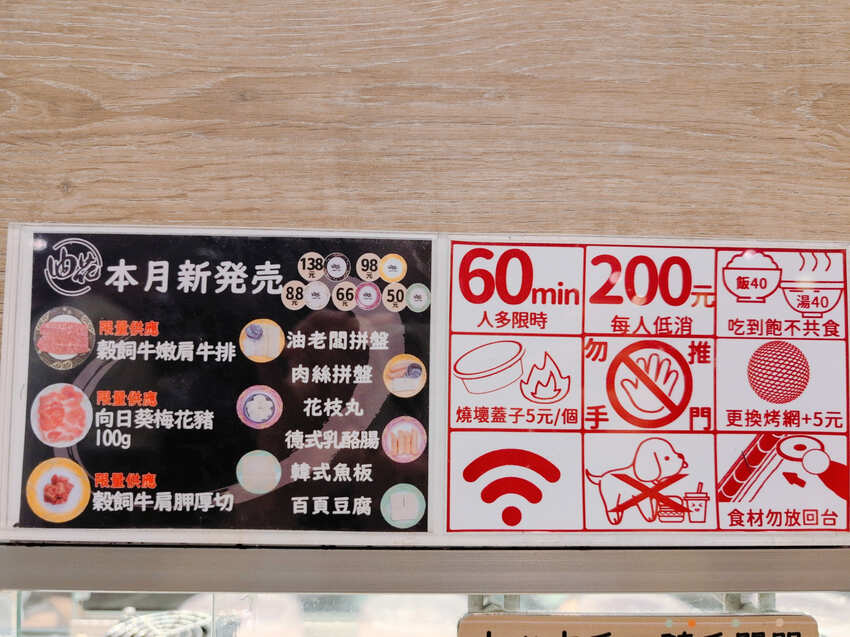 油花
本月新発売
138元
98元
88元
66元
50元
限量供應
穀飼牛嫩肩牛排
限量供應
向日葵梅花豬
100g
限量供應
穀飼牛肩胛厚切
油老闆拼盤
肉絲拼盤
花枝丸
德式乳酪腸
韓式魚板
百頁豆腐
60min
人多限時
200元
每人低消
飯40
湯40
吃到飽不共食
燒壞蓋子5元/個
勿推
手門
更換烤網+5元
食材勿放回台